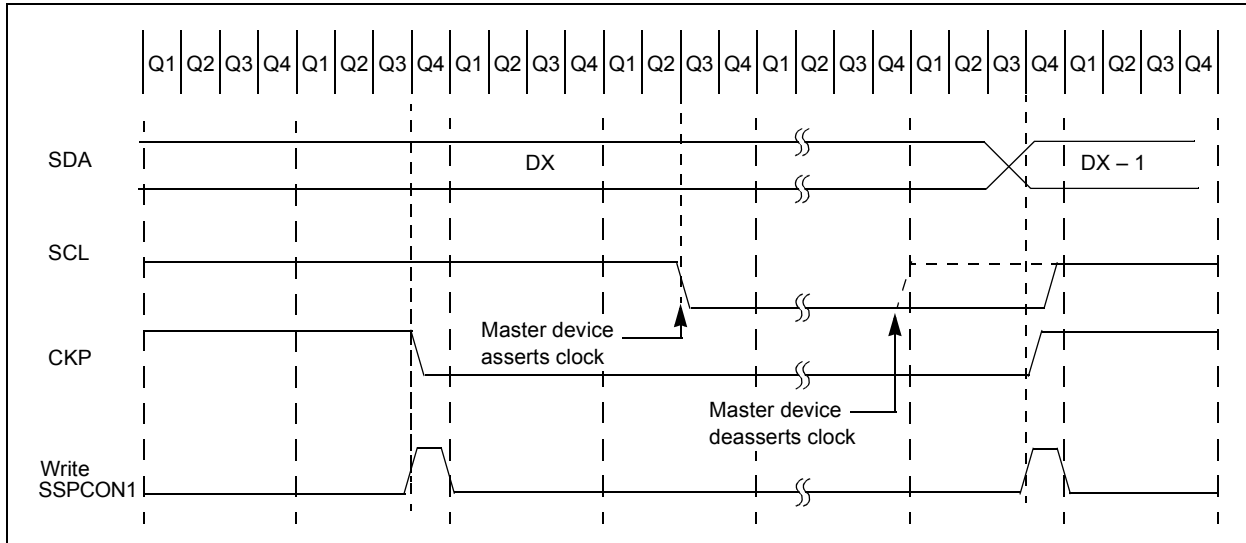 Q1 Q2 Q3 Q4 Q1 Q2 Q3 Q4 Q1 Q2 Q3 Q4 Q1 Q2 Q3 Q4 Q1 Q2 Q3 Q4 Q1 Q2 Q3 Q4 Q1 Q2 Q3 Q4
SDA
DX
DX – 1
SCL
Master device
asserts clock
CKP
Master device
deasserts clock
Write
SSPCON1